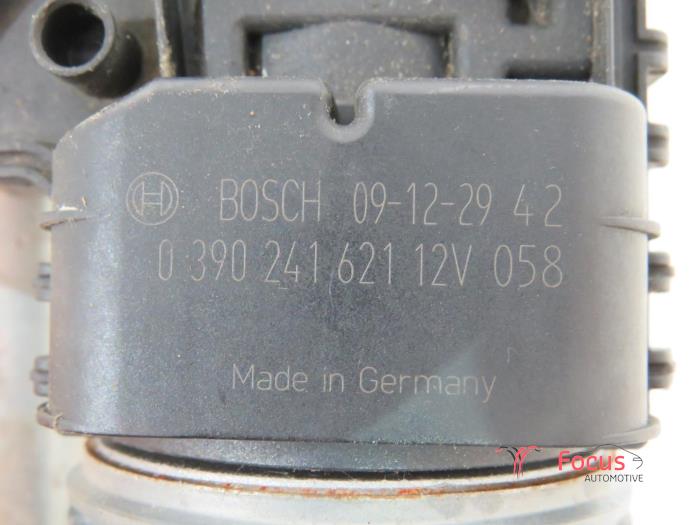 BOSCH 09-12-29 4 2
0 390 241 621 12V 058
Made in Germany
Focus
AUTOMOTIVE